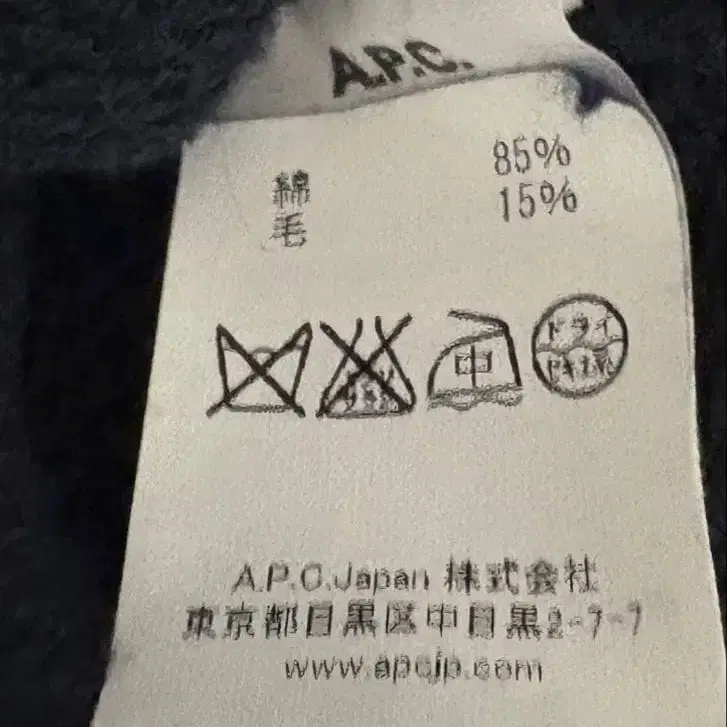 A.P.C.
綿 85%
毛 15%
中
ドライ
A.P.C.Japan 株式会社
東京都目黒区中目黒2-7-7
www.apcjp.com